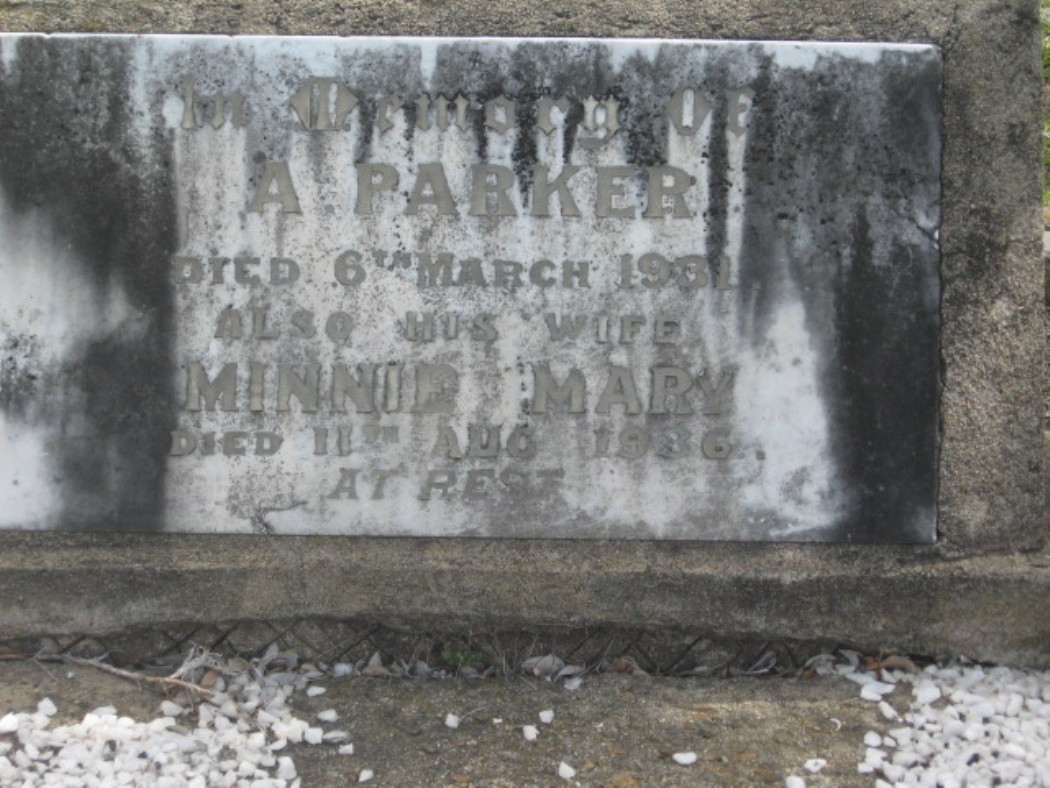 In Memory Of
A PARKER
DIED 6TH MARCH 1931
ALSO HIS WIFE
MINNIE MARY
DIED 11TH AUG 1936
AT REST